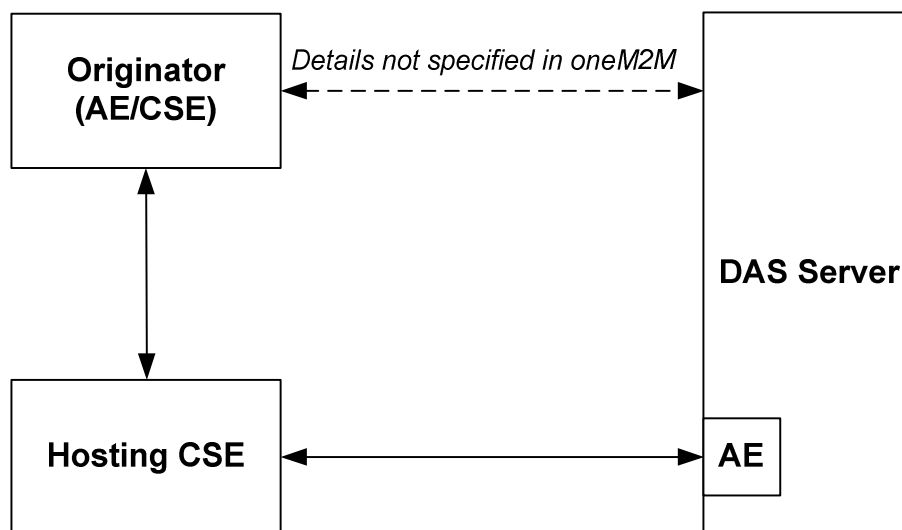 Originator
(AE/CSE)
Details not specified in oneM2M
DAS Server
Hosting CSE
AE